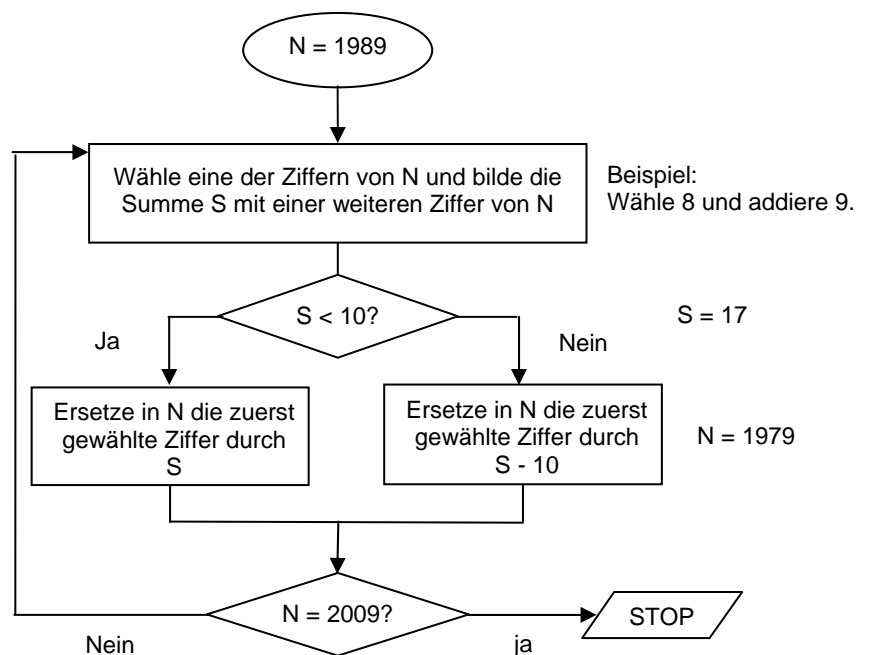 N = 1989
Wähle eine der Ziffern von N und bilde die
Summe S mit einer weiteren Ziffer von N
Beispiel:
Wähle 8 und addiere 9.
S < 10?
S = 17
Ja
Nein
Ersetze in N die zuerst
gewählte Ziffer durch
S
Ersetze in N die zuerst
gewählte Ziffer durch
S - 10
N = 1979
N = 2009?
STOP
Nein
ja